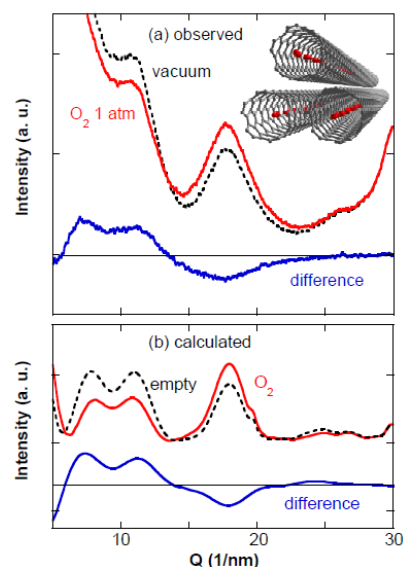 (a) observed
vacuum
O₂ 1 atm
difference
Intensity (a. u.)
(b) calculated
empty
O₂
difference
Intensity (a. u.)
10 20 30
Q (1/nm)